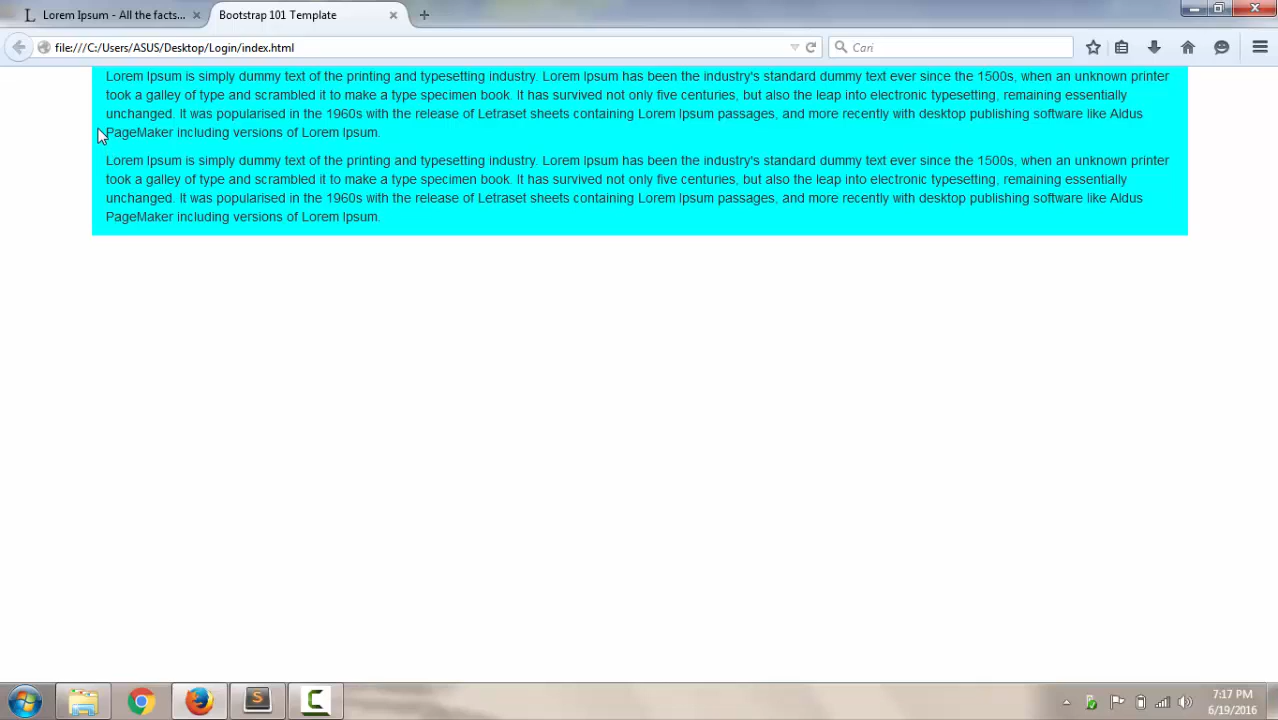 Lorem Ipsum - All the facts...
Bootstrap 101 Template
file:///C:/Users/ASUS/Desktop/Login/index.html
Cari
Lorem Ipsum is simply dummy text of the printing and typesetting industry. Lorem Ipsum has been the industry's standard dummy text ever since the 1500s, when an unknown printer
took a galley of type and scrambled it to make a type specimen book. It has survived not only five centuries, but also the leap into electronic typesetting, remaining essentially
unchanged. It was popularised in the 1960s with the release of Letraset sheets containing Lorem Ipsum passages, and more recently with desktop publishing software like Aldus
PageMaker including versions of Lorem Ipsum.
Lorem Ipsum is simply dummy text of the printing and typesetting industry. Lorem Ipsum has been the industry's standard dummy text ever since the 1500s, when an unknown printer
took a galley of type and scrambled it to make a type specimen book. It has survived not only five centuries, but also the leap into electronic typesetting, remaining essentially
unchanged. It was popularised in the 1960s with the release of Letraset sheets containing Lorem Ipsum passages, and more recently with desktop publishing software like Aldus
PageMaker including versions of Lorem Ipsum.
7:17 PM
6/19/2016